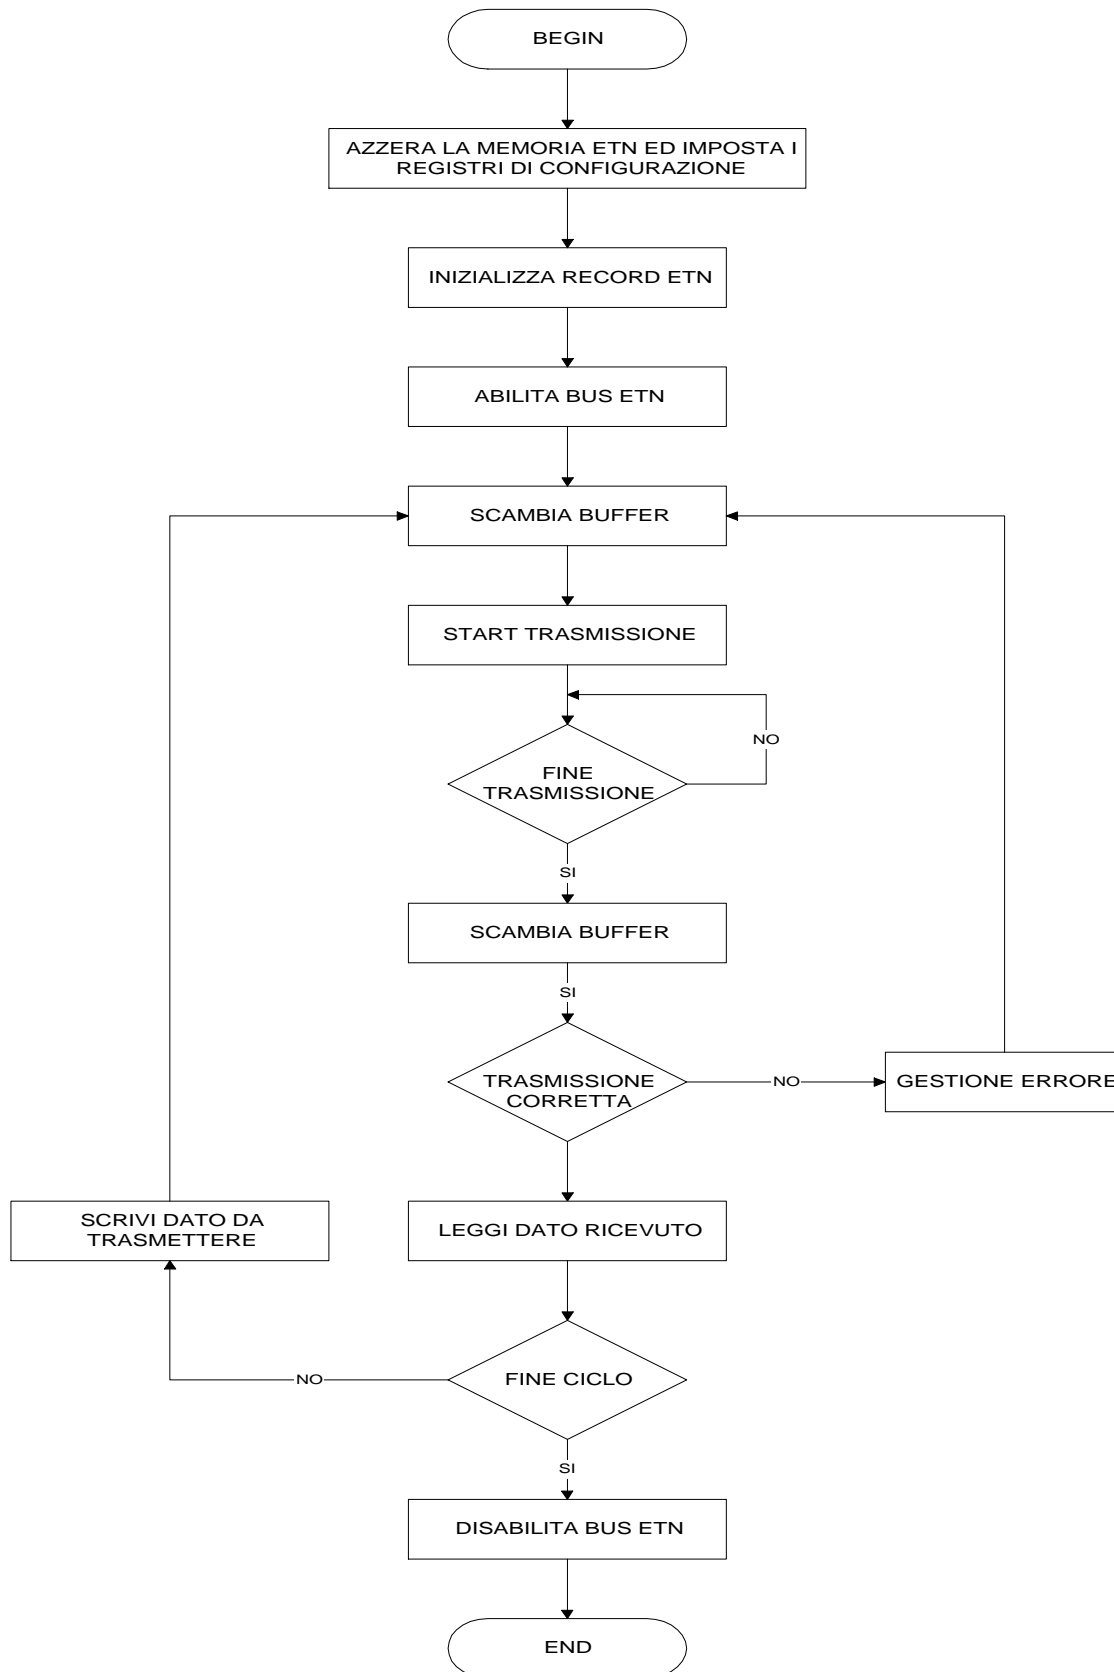 BEGIN
AZZERA LA MEMORIA ETN ED IMPOSTA I
REGISTRI DI CONFIGURAZIONE
INIZIALIZZA RECORD ETN
ABILITA BUS ETN
SCAMBIA BUFFER
START TRASMISSIONE
NO
FINE
TRASMISSIONE
SI
SCAMBIA BUFFER
SI
TRASMISSIONE
CORRETTA
NO
GESTIONE ERRORE
SCRIVI DATO DA
TRASMETTERE
LEGGI DATO RICEVUTO
NO
FINE CICLO
SI
DISABILITA BUS ETN
END